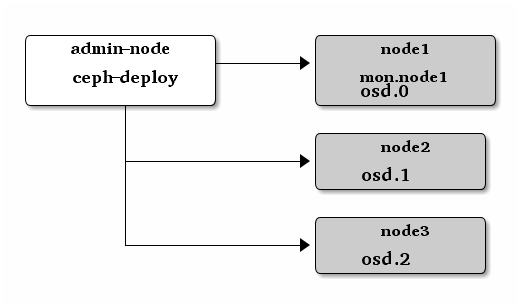 admin-node
ceph-deploy
node1
mon.node1
osd.0
node2
osd.1
node3
osd.2